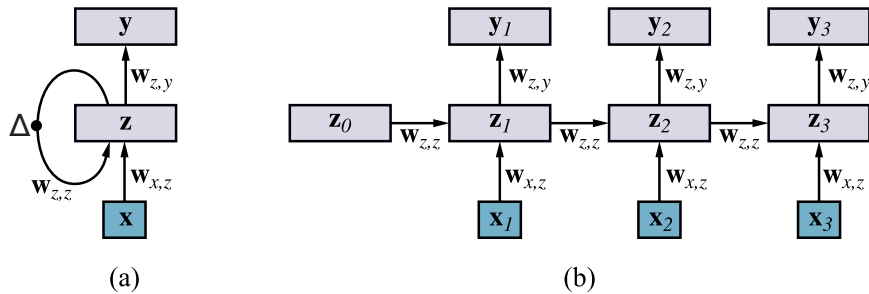 y
w_{z,y}
Δ
z
w_{z,z}
w_{x,z}
x
(a)
y_1 y_2 y_3
w_{z,y} w_{z,y} w_{z,y}
z_0 z_1 z_2 z_3
w_{z,z} w_{z,z} w_{z,z}
w_{x,z} w_{x,z} w_{x,z}
x_1 x_2 x_3
(b)